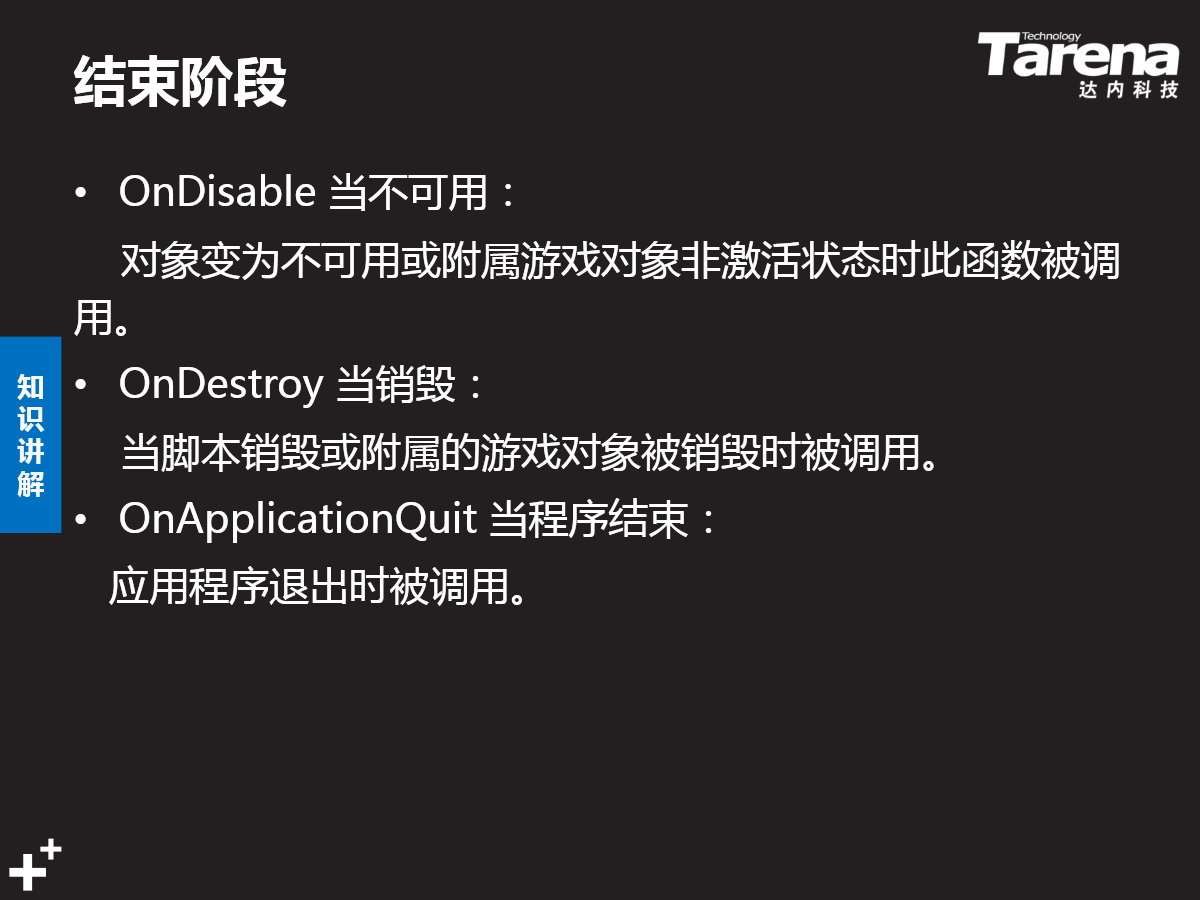 结束阶段
Technology
Tarena
达内科技
• OnDisable 当不可用：
对象变为不可用或附属游戏对象非激活状态时此函数被调
用。
• OnDestroy 当销毁：
当脚本销毁或附属的游戏对象被销毁时被调用。
• OnApplicationQuit 当程序结束：
应用程序退出时被调用。
知
识
讲
解